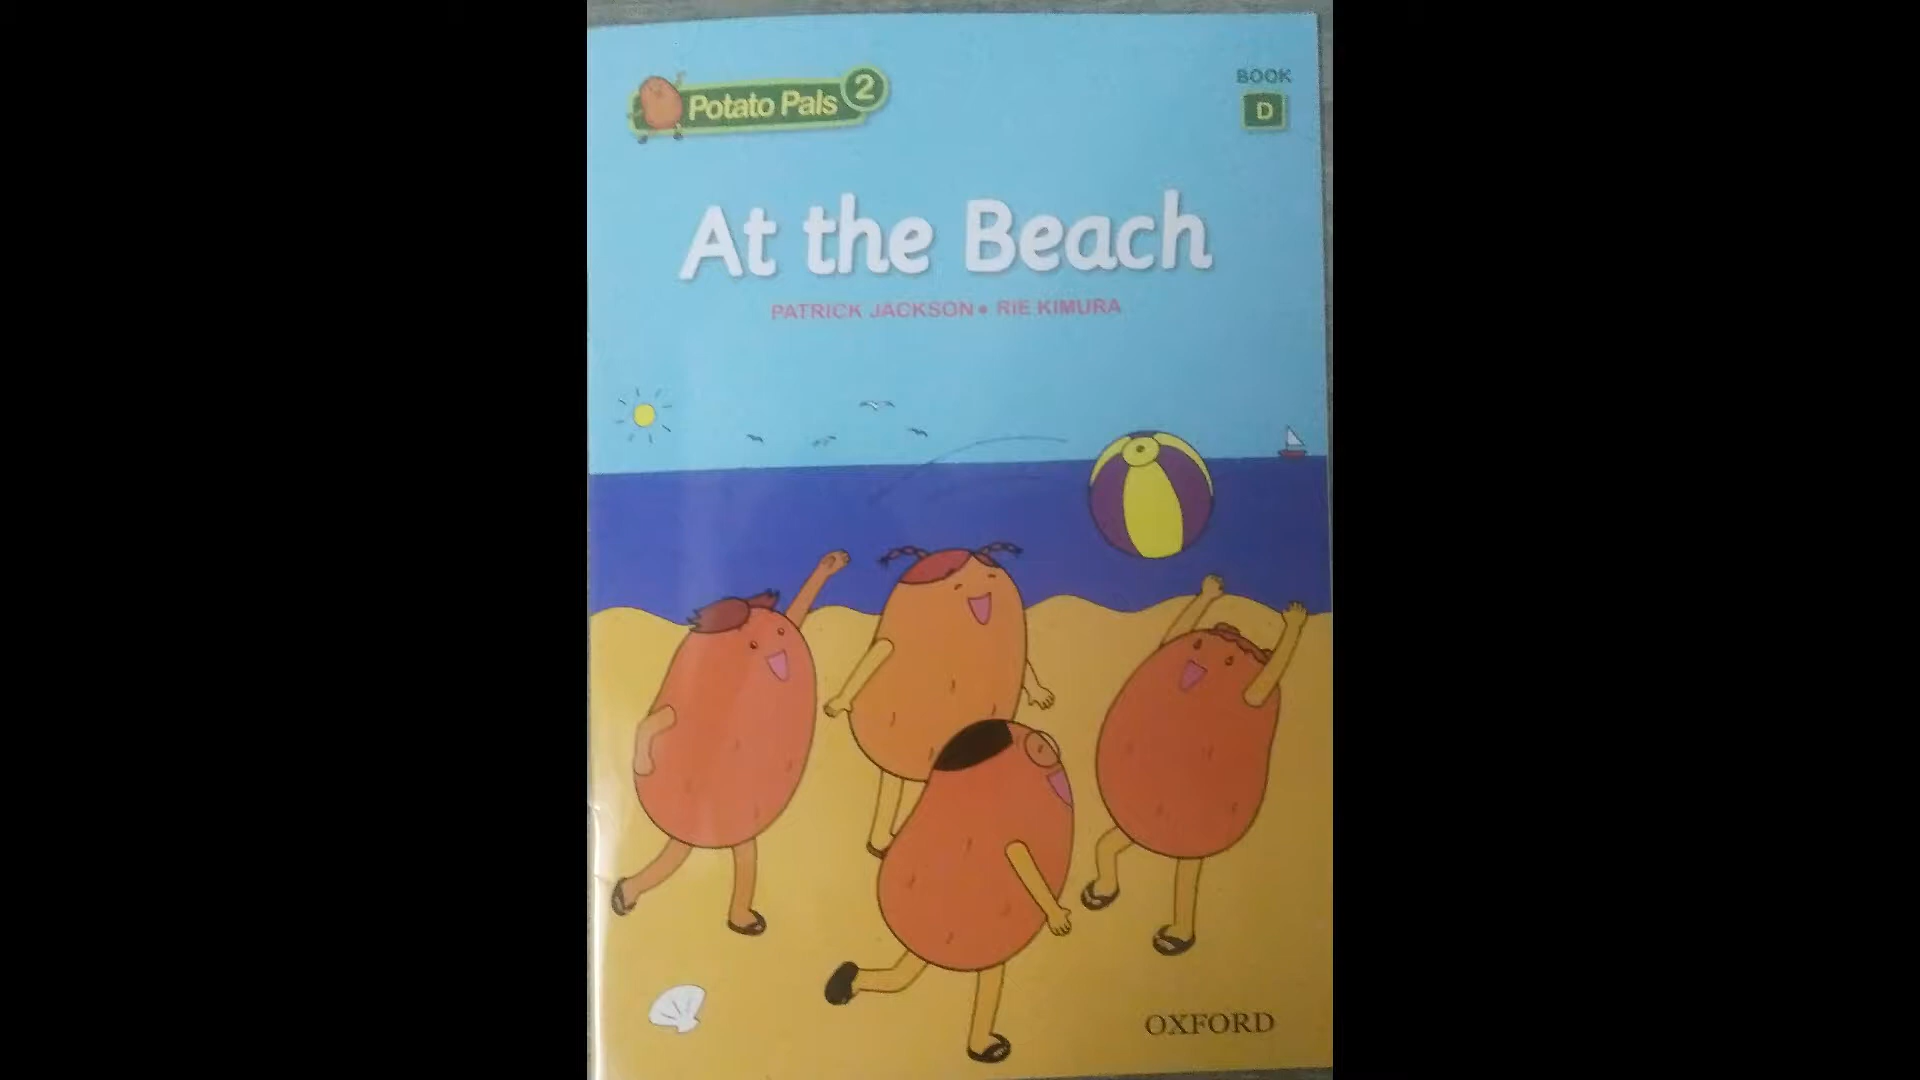 Potato Pals 2
BOOK
D
At the Beach
PATRICK JACKSON • RIE KIMURA
OXFORD